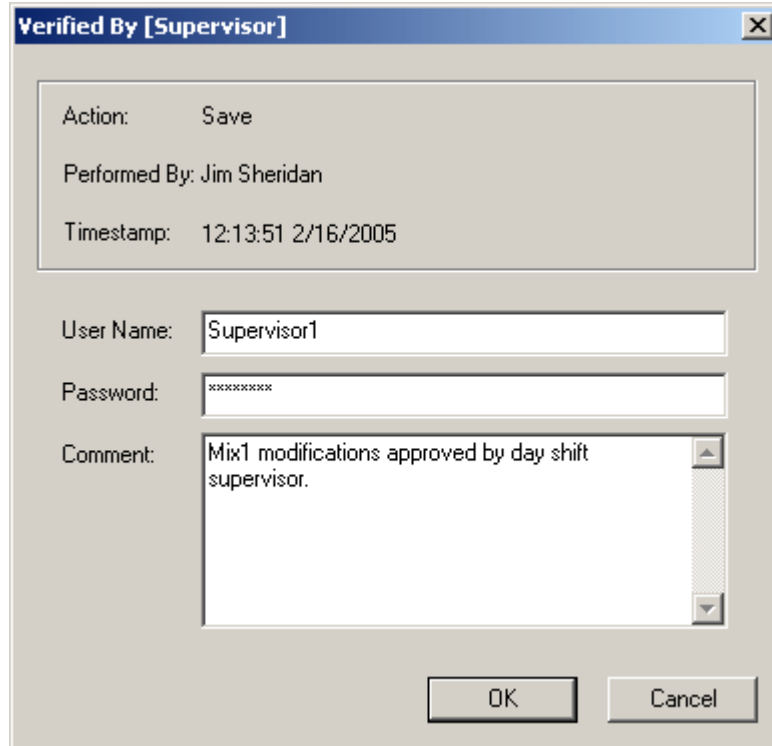 Verified By [Supervisor]
Action: Save
Performed By: Jim Sheridan
Timestamp: 12:13:51 2/16/2005
User Name: Supervisor1
Password: ********
Comment: Mix1 modifications approved by day shift
supervisor.
OK Cancel